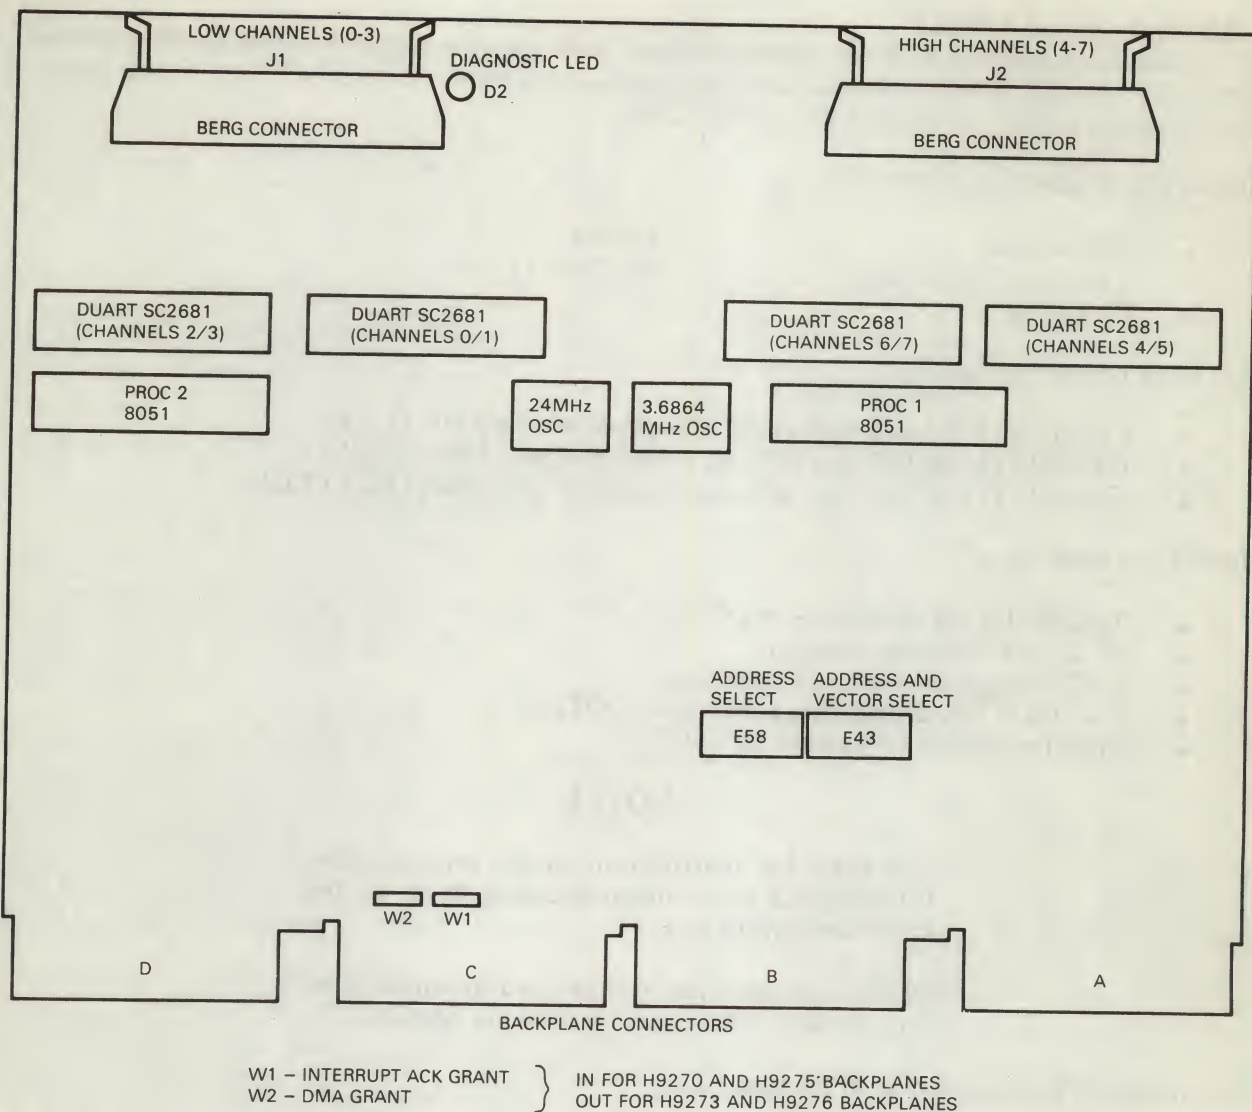 LOW CHANNELS (0-3)
J1
BERG CONNECTOR
DIAGNOSTIC LED
D2
HIGH CHANNELS (4-7)
J2
BERG CONNECTOR
DUART SC2681
(CHANNELS 2/3)
DUART SC2681
(CHANNELS 0/1)
DUART SC2681
(CHANNELS 6/7)
DUART SC2681
(CHANNELS 4/5)
PROC 2
8051
24MHz
OSC
3.6864
MHz OSC
PROC 1
8051
ADDRESS
SELECT
ADDRESS AND
VECTOR SELECT
E58
E43
W2
W1
D
C
B
A
BACKPLANE CONNECTORS
W1 – INTERRUPT ACK GRANT
W2 – DMA GRANT
IN FOR H9270 AND H9275 BACKPLANES
OUT FOR H9273 AND H9276 BACKPLANES